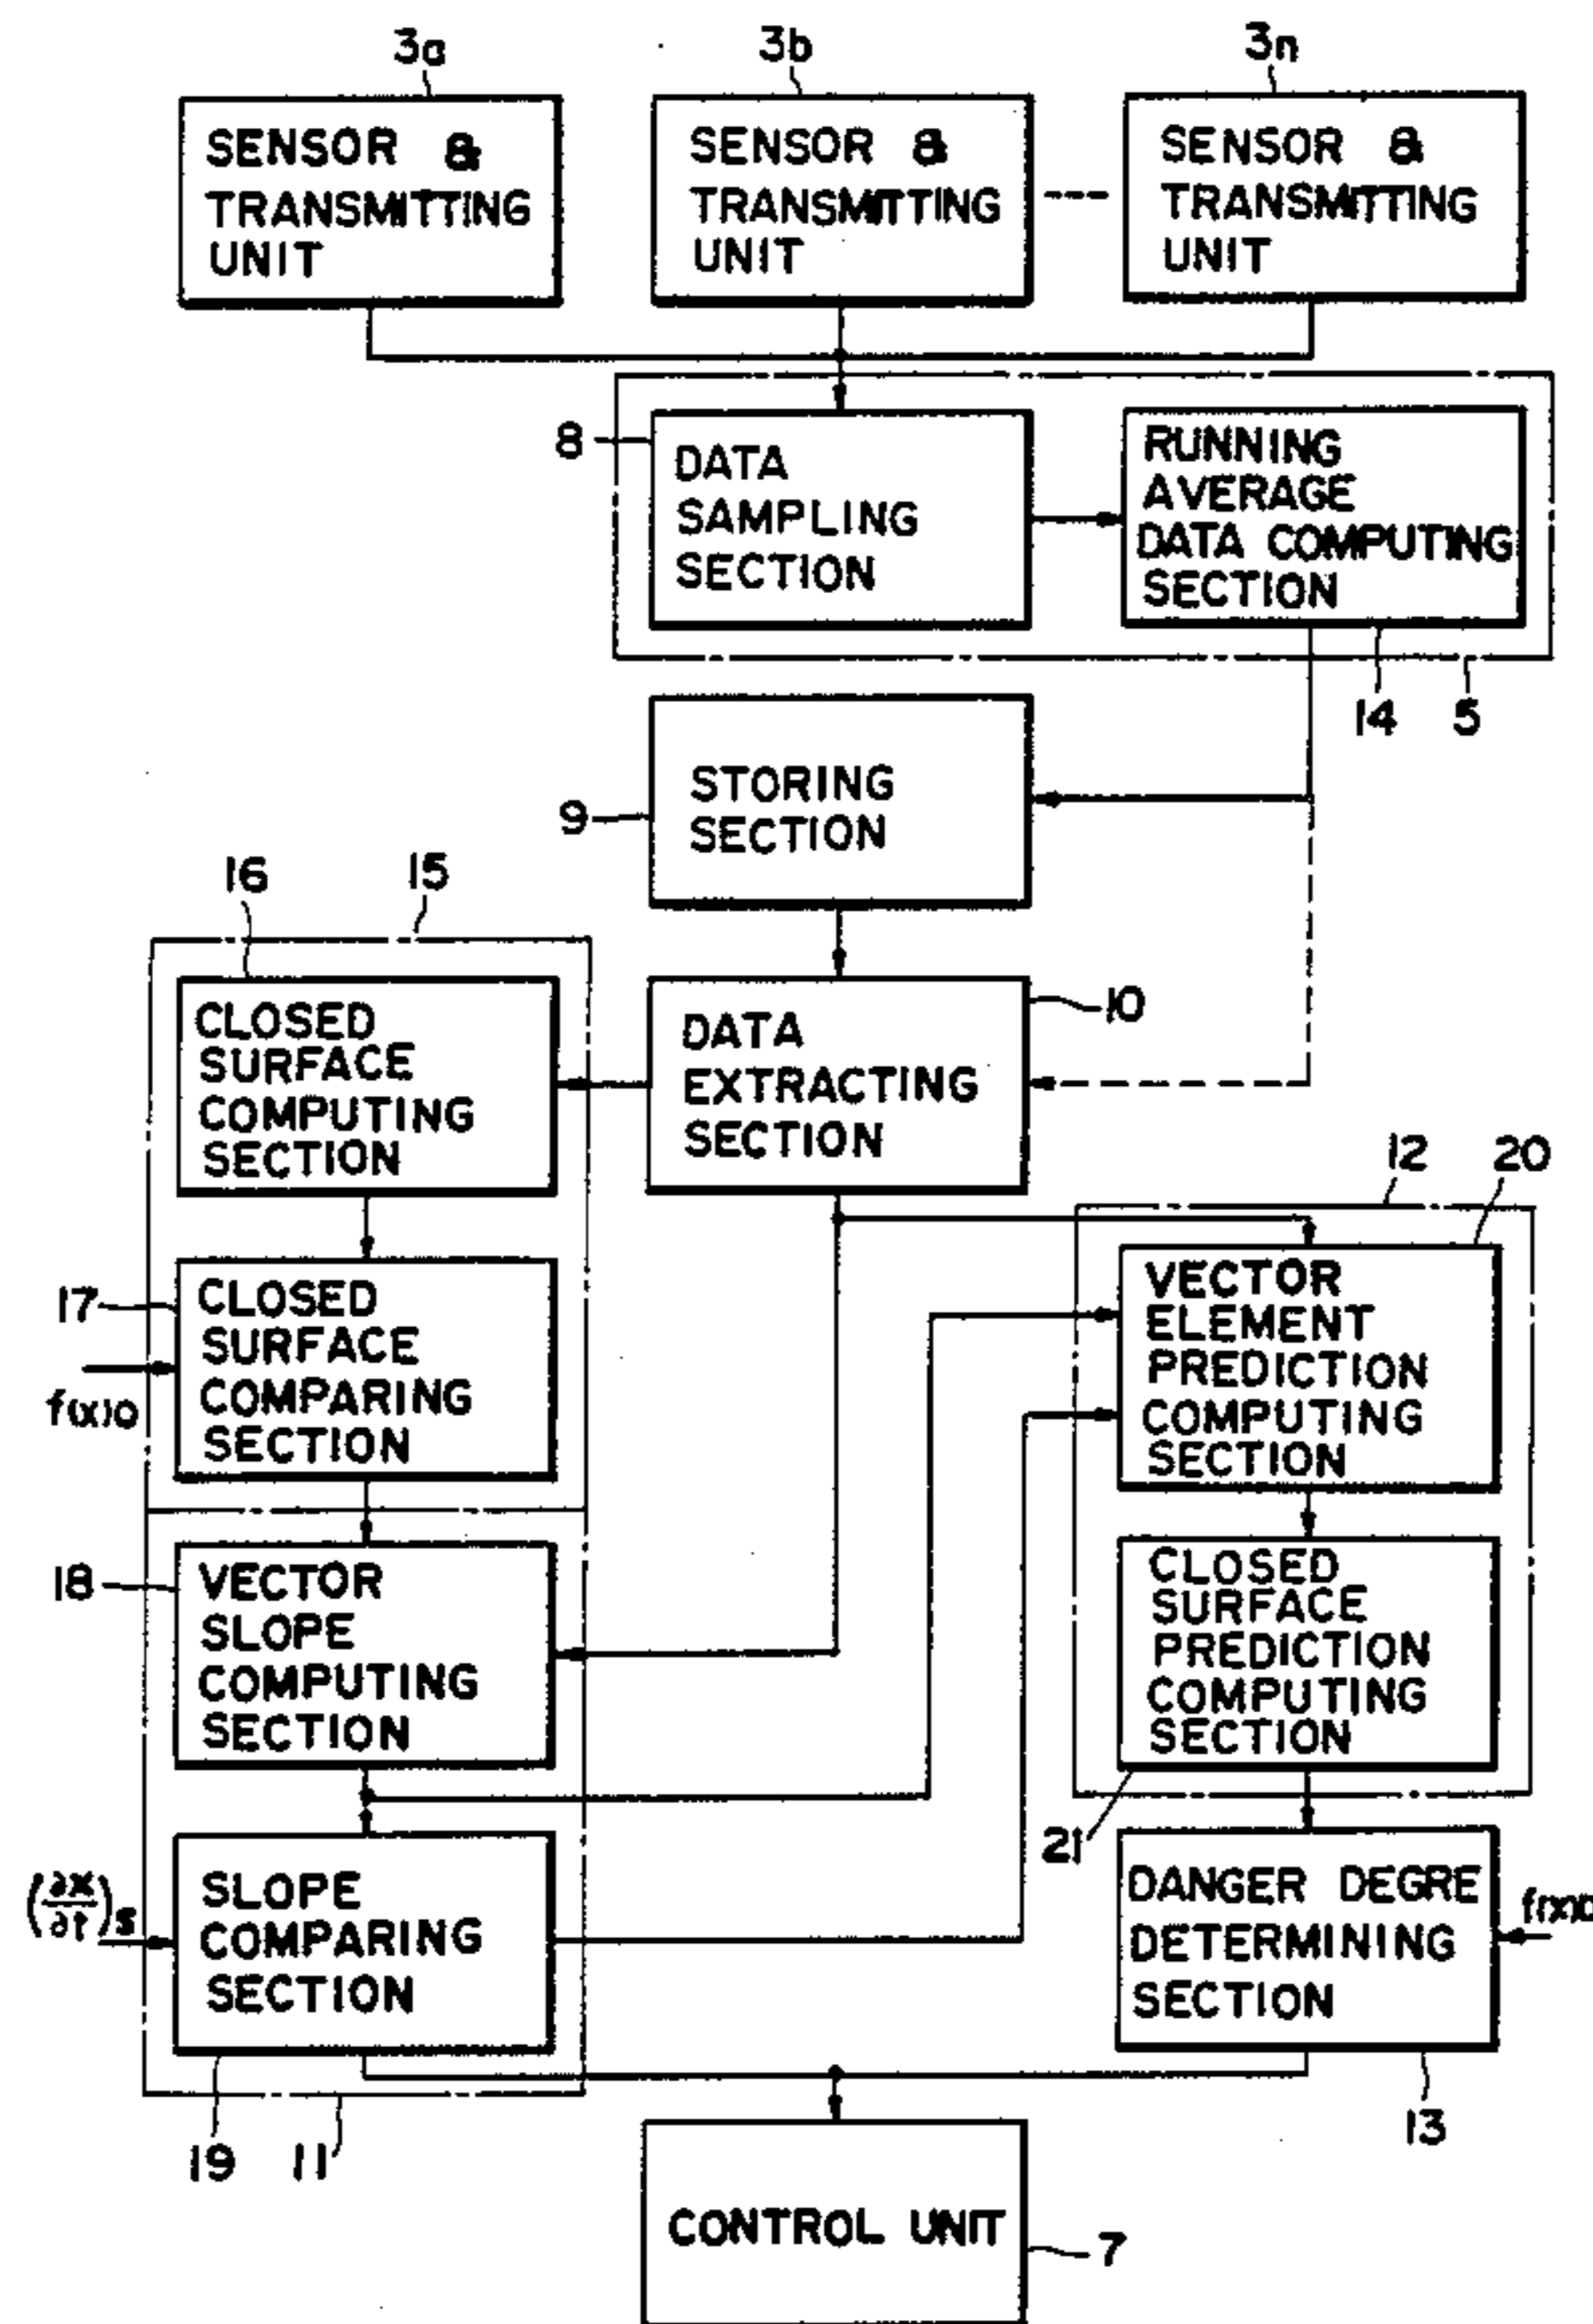 3a
3b
3n
SENSOR &
TRANSMITTING
UNIT
SENSOR &
TRANSMITTING
UNIT
SENSOR &
TRANSMITTING
UNIT
8
DATA
SAMPLING
SECTION
RUNNING
AVERAGE
DATA COMPUTING
SECTION
14
5
9
STORING
SECTION
16
15
CLOSED
SURFACE
COMPUTING
SECTION
DATA
EXTRACTING
SECTION
10
12
20
17
f(x)o
CLOSED
SURFACE
COMPARING
SECTION
VECTOR
ELEMENT
PREDICTION
COMPUTING
SECTION
18
VECTOR
SLOPE
COMPUTING
SECTION
CLOSED
SURFACE
PREDICTION
COMPUTING
SECTION
21
(∂x/∂t)s
SLOPE
COMPARING
SECTION
DANGER DEGRE
DETERMINING
SECTION
f(x)D
19
11
13
CONTROL UNIT
7